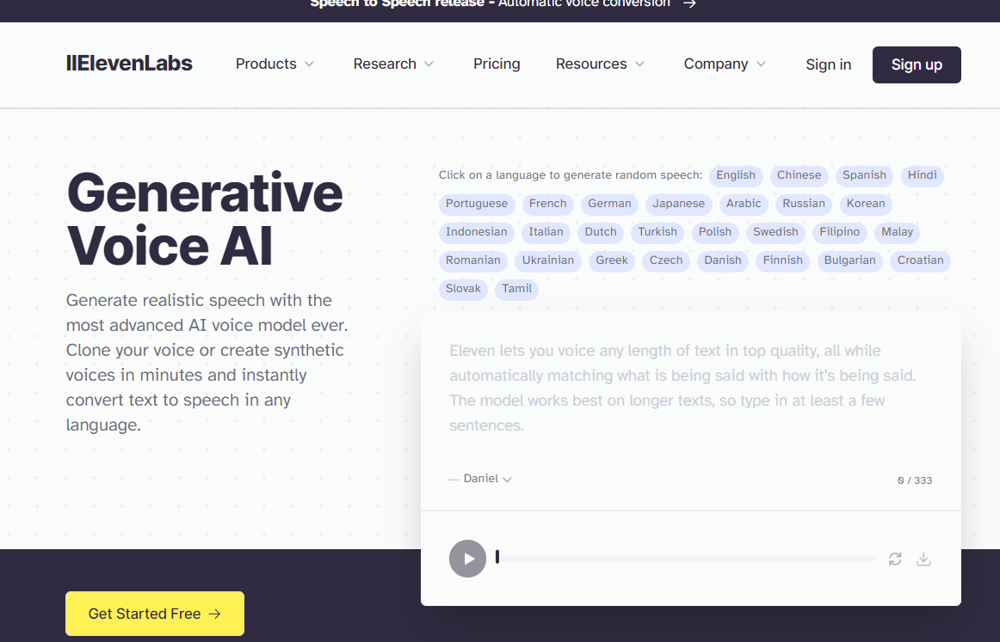 Speech to Speech release - Automatic voice conversion →
IIElevenLabs Products Research Pricing Resources Company Sign in Sign up
Generative
Voice AI
Generate realistic speech with the
most advanced AI voice model ever.
Clone your voice or create synthetic
voices in minutes and instantly
convert text to speech in any
language.
Click on a language to generate random speech: English Chinese Spanish Hindi
Portuguese French German Japanese Arabic Russian Korean
Indonesian Italian Dutch Turkish Polish Swedish Filipino Malay
Romanian Ukrainian Greek Czech Danish Finnish Bulgarian Croatian
Slovak Tamil
Eleven lets you voice any length of text in top quality, all while
automatically matching what is being said with how it’s being said.
The model works best on longer texts, so type in at least a few
sentences.
— Daniel 0 / 333
Get Started Free →